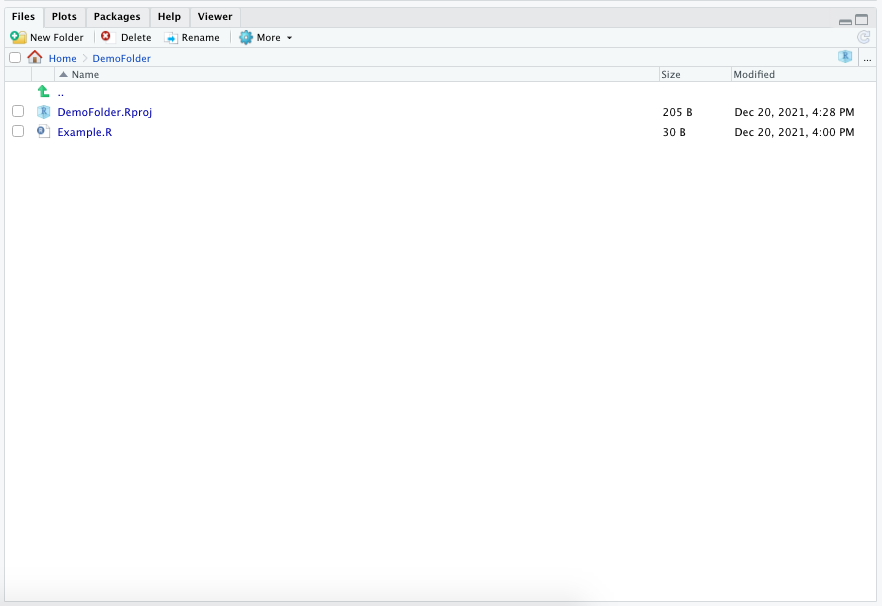 Files Plots Packages Help Viewer
New Folder Delete Rename More
Home DemoFolder ...
Name Size Modified
..
DemoFolder.Rproj 205 B Dec 20, 2021, 4:28 PM
Example.R 30 B Dec 20, 2021, 4:00 PM